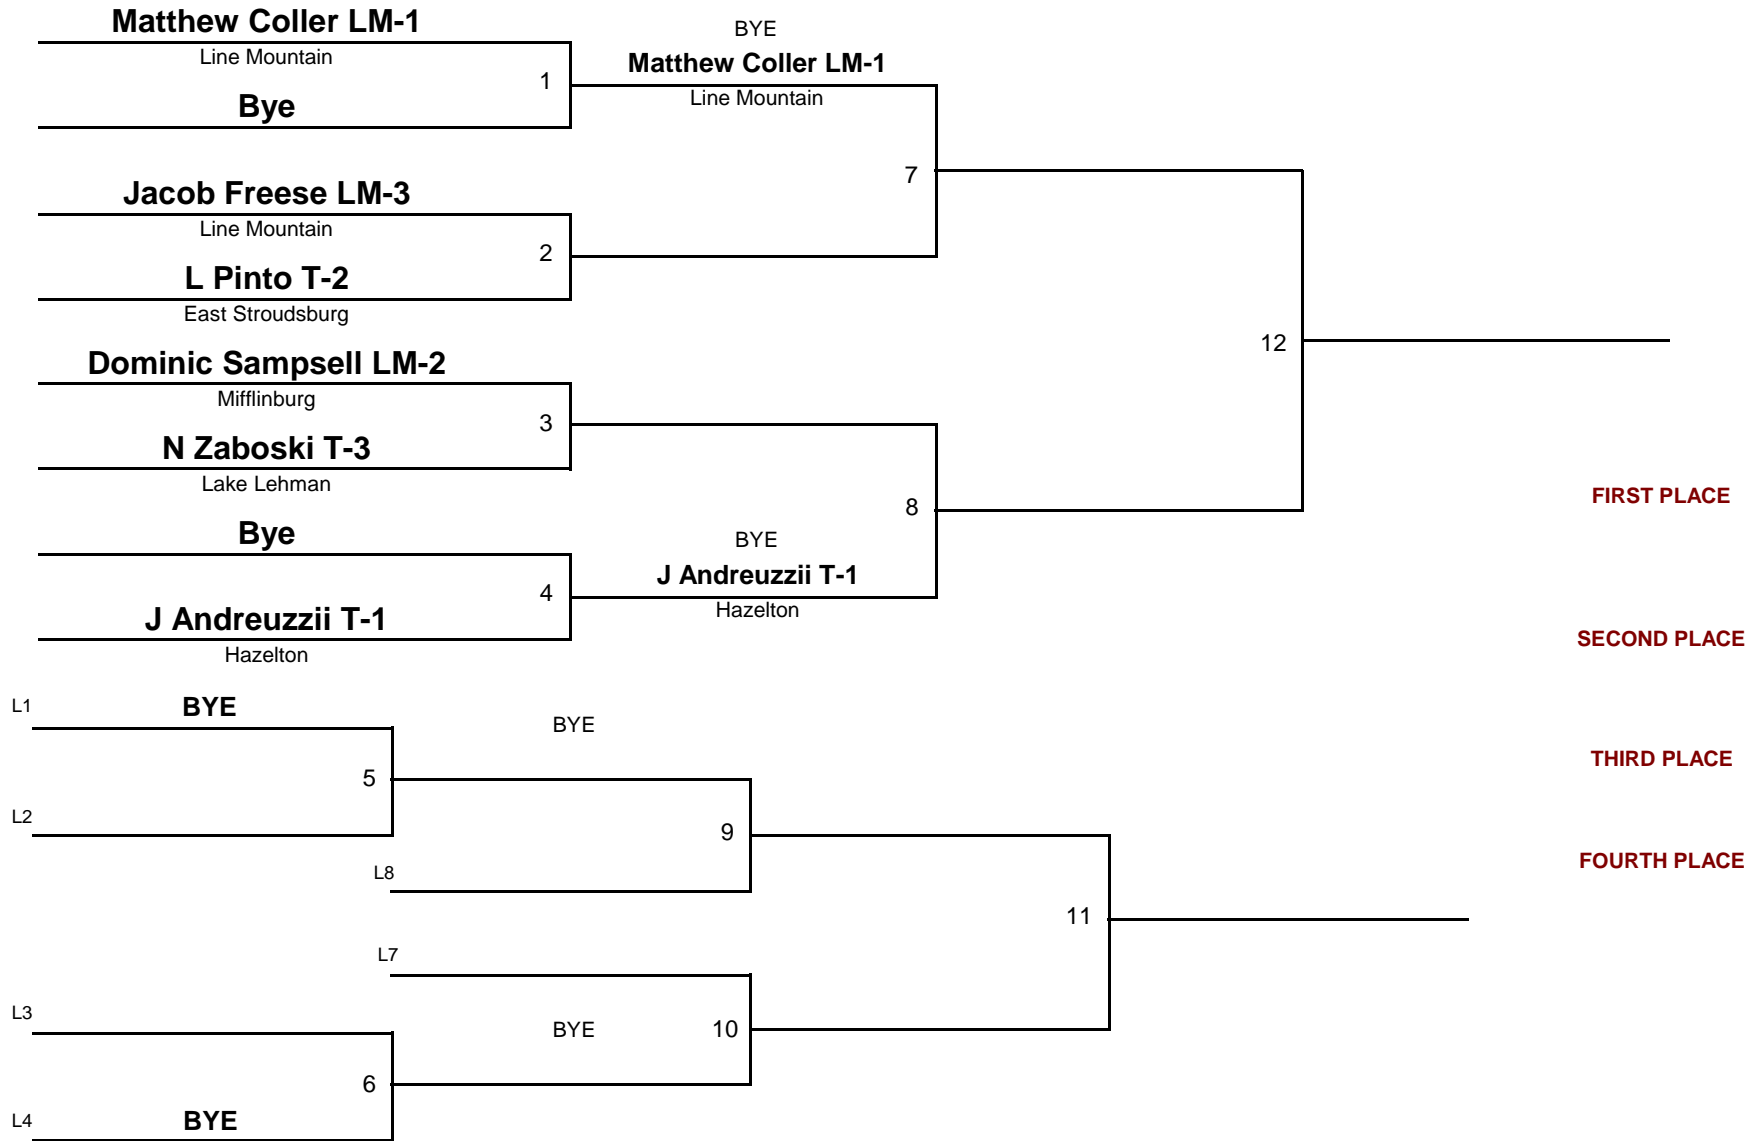 Matthew Coller LM-1
Line Mountain
1
Bye
BYE
Matthew Coller LM-1
Line Mountain
7
Jacob Freese LM-3
Line Mountain
2
L Pinto T-2
East Stroudsburg
12
Dominic Sampsell LM-2
Mifflinburg
3
N Zaboski T-3
Lake Lehman
8
Bye
4
J Andreuzzii T-1
Hazelton
BYE
J Andreuzzii T-1
Hazelton
FIRST PLACE
SECOND PLACE
THIRD PLACE
FOURTH PLACE
L1
BYE
5
L2
BYE
9
L8
11
L7
BYE
10
L3
6
L4
BYE